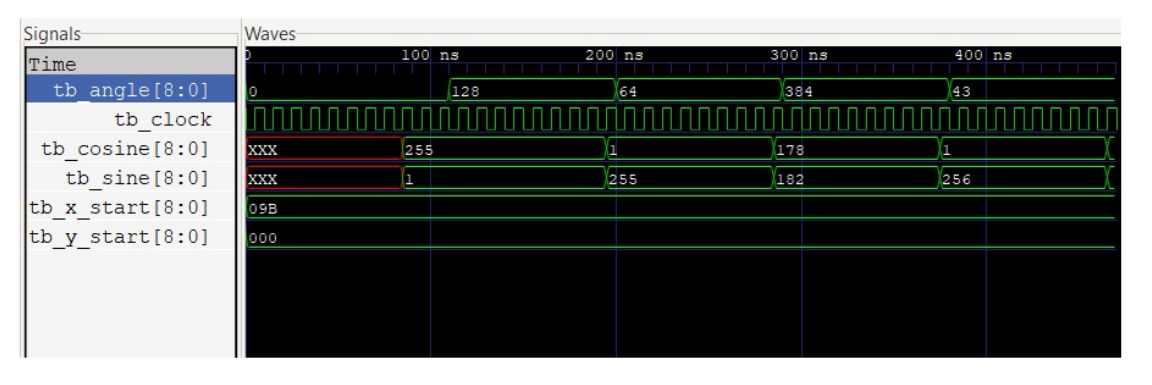 Signals Waves
Time 0 100 ns 200 ns 300 ns 400 ns
tb_angle[8:0] 0 128 64 384 43
tb_clock
tb_cosine[8:0] XXX 255 1 178 1
tb_sine[8:0] XXX 1 255 182 256
tb_x_start[8:0] 09B
tb_y_start[8:0] 000